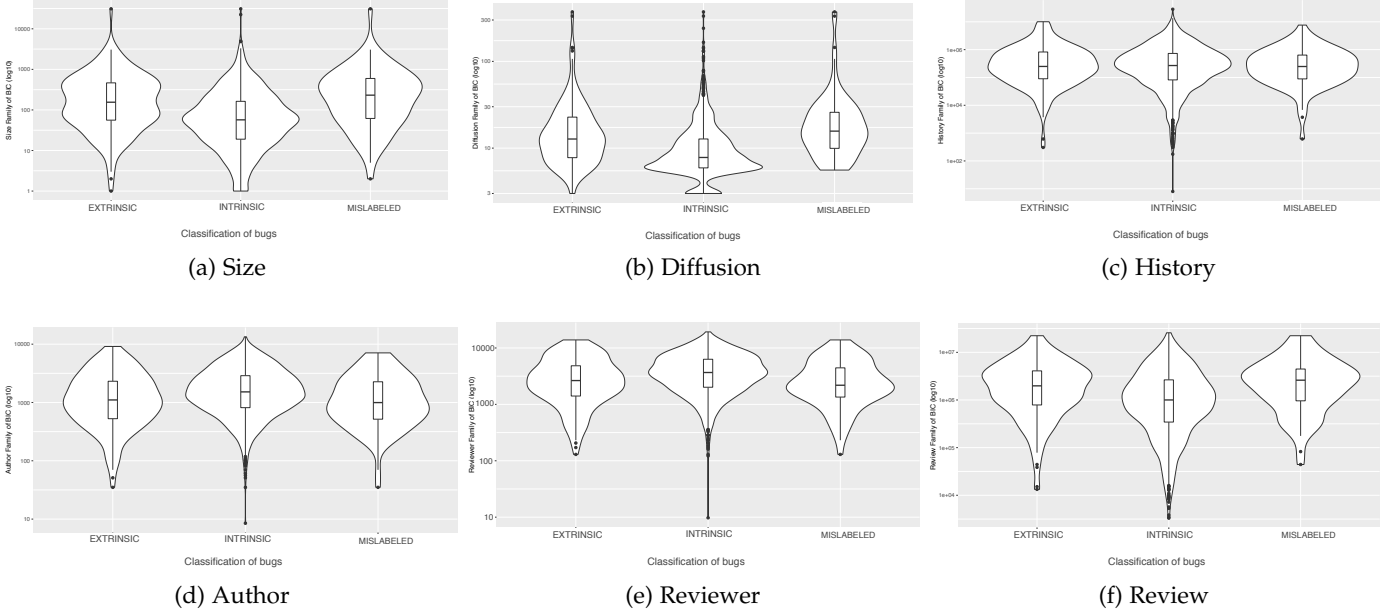 Size Family of BIC (log10)
10000
1000
100
10
1
EXTRINSIC
INTRINSIC
MISLABELED
Classification of bugs
(a) Size
Diffusion Family of BIC (log10)
300
100
30
10
3
EXTRINSIC
INTRINSIC
MISLABELED
Classification of bugs
(b) Diffusion
History Family of BIC (log10)
1e+06
1e+04
1e+02
EXTRINSIC
INTRINSIC
MISLABELED
Classification of bugs
(c) History
Author Family of BIC (log10)
10000
1000
100
10
EXTRINSIC
INTRINSIC
MISLABELED
Classification of bugs
(d) Author
Reviewer Family of BIC (log10)
10000
1000
100
10
EXTRINSIC
INTRINSIC
MISLABELED
Classification of bugs
(e) Reviewer
Review Family of BIC (log10)
1e+07
1e+06
1e+05
1e+04
EXTRINSIC
INTRINSIC
MISLABELED
Classification of bugs
(f) Review